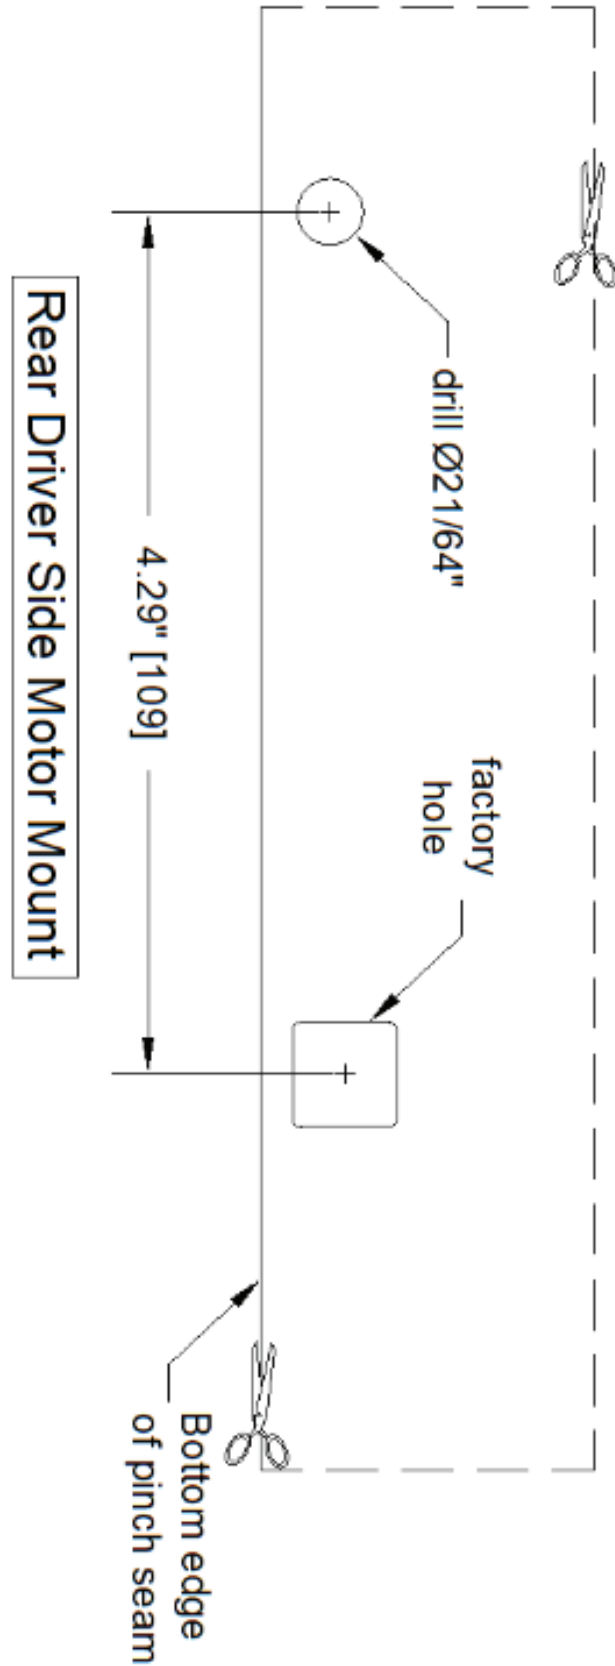 drill Ø21/64"
factory
hole
4.29" [109]
Bottom edge
of pinch seam
Rear Driver Side Motor Mount